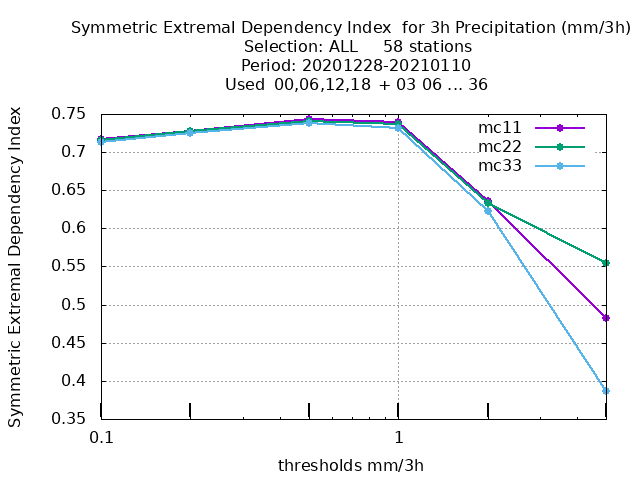 Symmetric Extremal Dependency Index  for 3h Precipitation (mm/3h)
Selection: ALL     58 stations
Period: 20201228-20210110
Used  00,06,12,18  + 03 06 ... 36
Symmetric Extremal Dependency Index
0.75
0.7
0.65
0.6
0.55
0.5
0.45
0.4
0.35
mc11
mc22
mc33
0.1
1
thresholds mm/3h